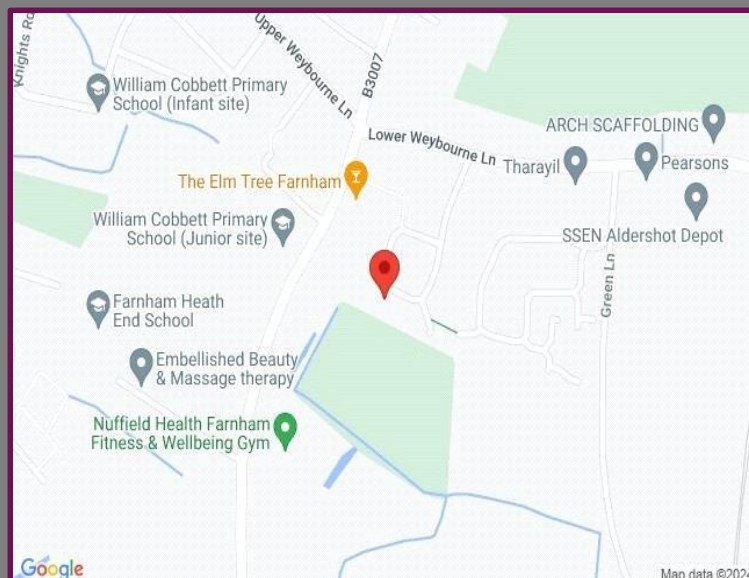 Knights Ro
Upper Weybourne Ln
B3007
William Cobbett Primary
School (Infant site)
Lower Weybourne Ln
ARCH SCAFFOLDING
Tharayil
Pearsons
The Elm Tree Farnham
William Cobbett Primary
School (Junior site)
SSEN Aldershot Depot
Green Ln
Farnham Heath
End School
Embellished Beauty
& Massage therapy
Nuffield Health Farnham
Fitness & Wellbeing Gym
Google
Map data ©202